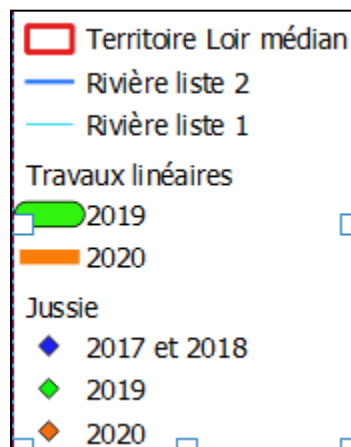 Territoire Loir médian
Rivière liste 2
Rivière liste 1
Travaux linéaires
2019
2020
Jussie
2017 et 2018
2019
2020